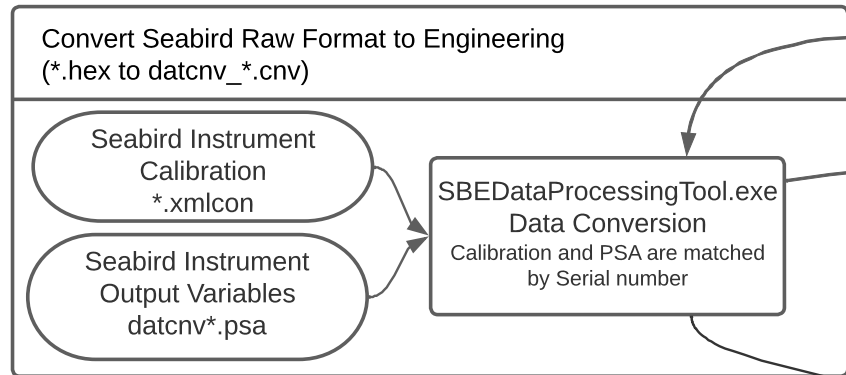 Convert Seabird Raw Format to Engineering
(*.hex to datcnv_*.cnv)
Seabird Instrument
Calibration
*.xmlcon
Seabird Instrument
Output Variables
datcnv*.psa
SBEDataProcessingTool.exe
Data Conversion
Calibration and PSA are matched
by Serial number